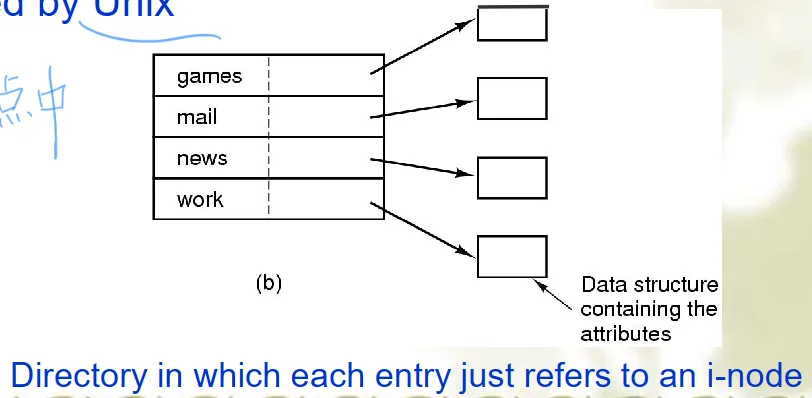 ed by Unix
点中
games
mail
news
work
(b)
Data structure
containing the
attributes
Directory in which each entry just refers to an i-node